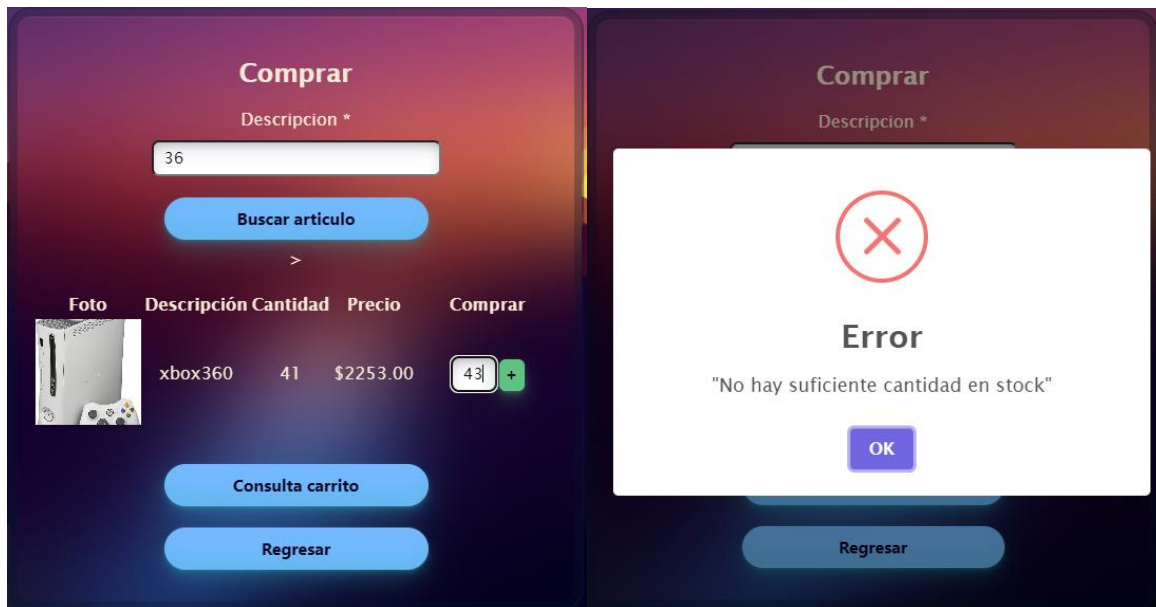 Comprar
Descripcion *
36
Buscar articulo
>
Foto Descripción Cantidad Precio Comprar
xbox360 41 $2253.00 43 +
Consulta carrito
Regresar
Comprar
Descripcion *
Error
"No hay suficiente cantidad en stock"
OK
Regresar